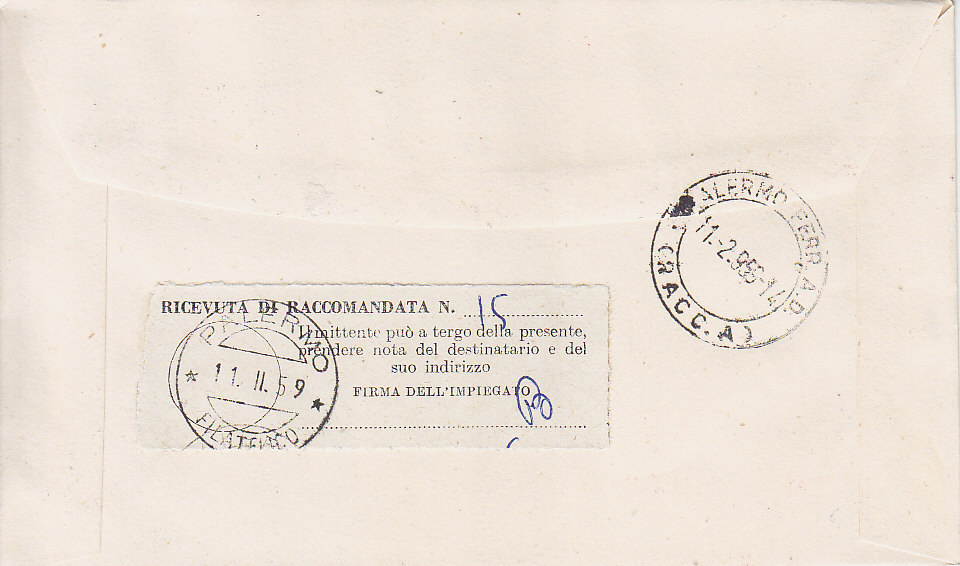 RICEVUTA DI RACCOMANDATA N. 15
Il mittente può a tergo della presente,
prendere nota del destinatario e del
suo indirizzo
FIRMA DELL'IMPIEGATO
PALERMO
* 11. II. 59 *
FILATELICO
PALERMO FERR. A.D.
(RACC. A)